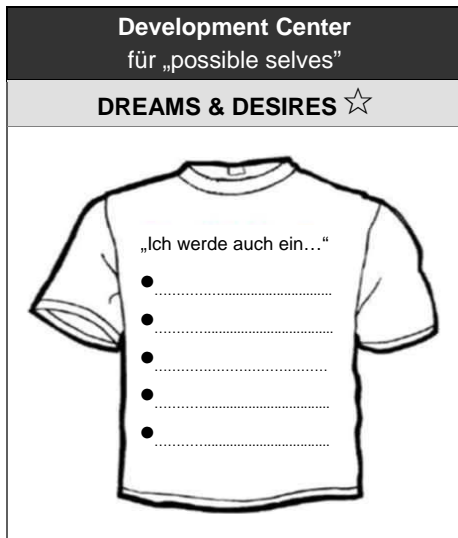 Development Center
für „possible selves”
DREAMS & DESIRES ☆
„Ich werde auch ein…“
● ………….............................
● ………….............................
● ………….............................
● ………….............................
● ………….............................